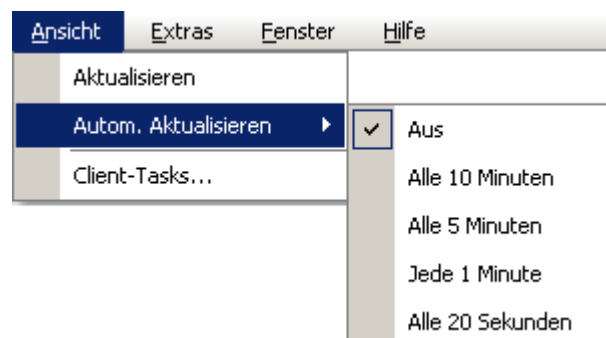 Ansicht Extras Fenster Hilfe
Aktualisieren
Autom. Aktualisieren
Client-Tasks...
Aus
Alle 10 Minuten
Alle 5 Minuten
Jede 1 Minute
Alle 20 Sekunden